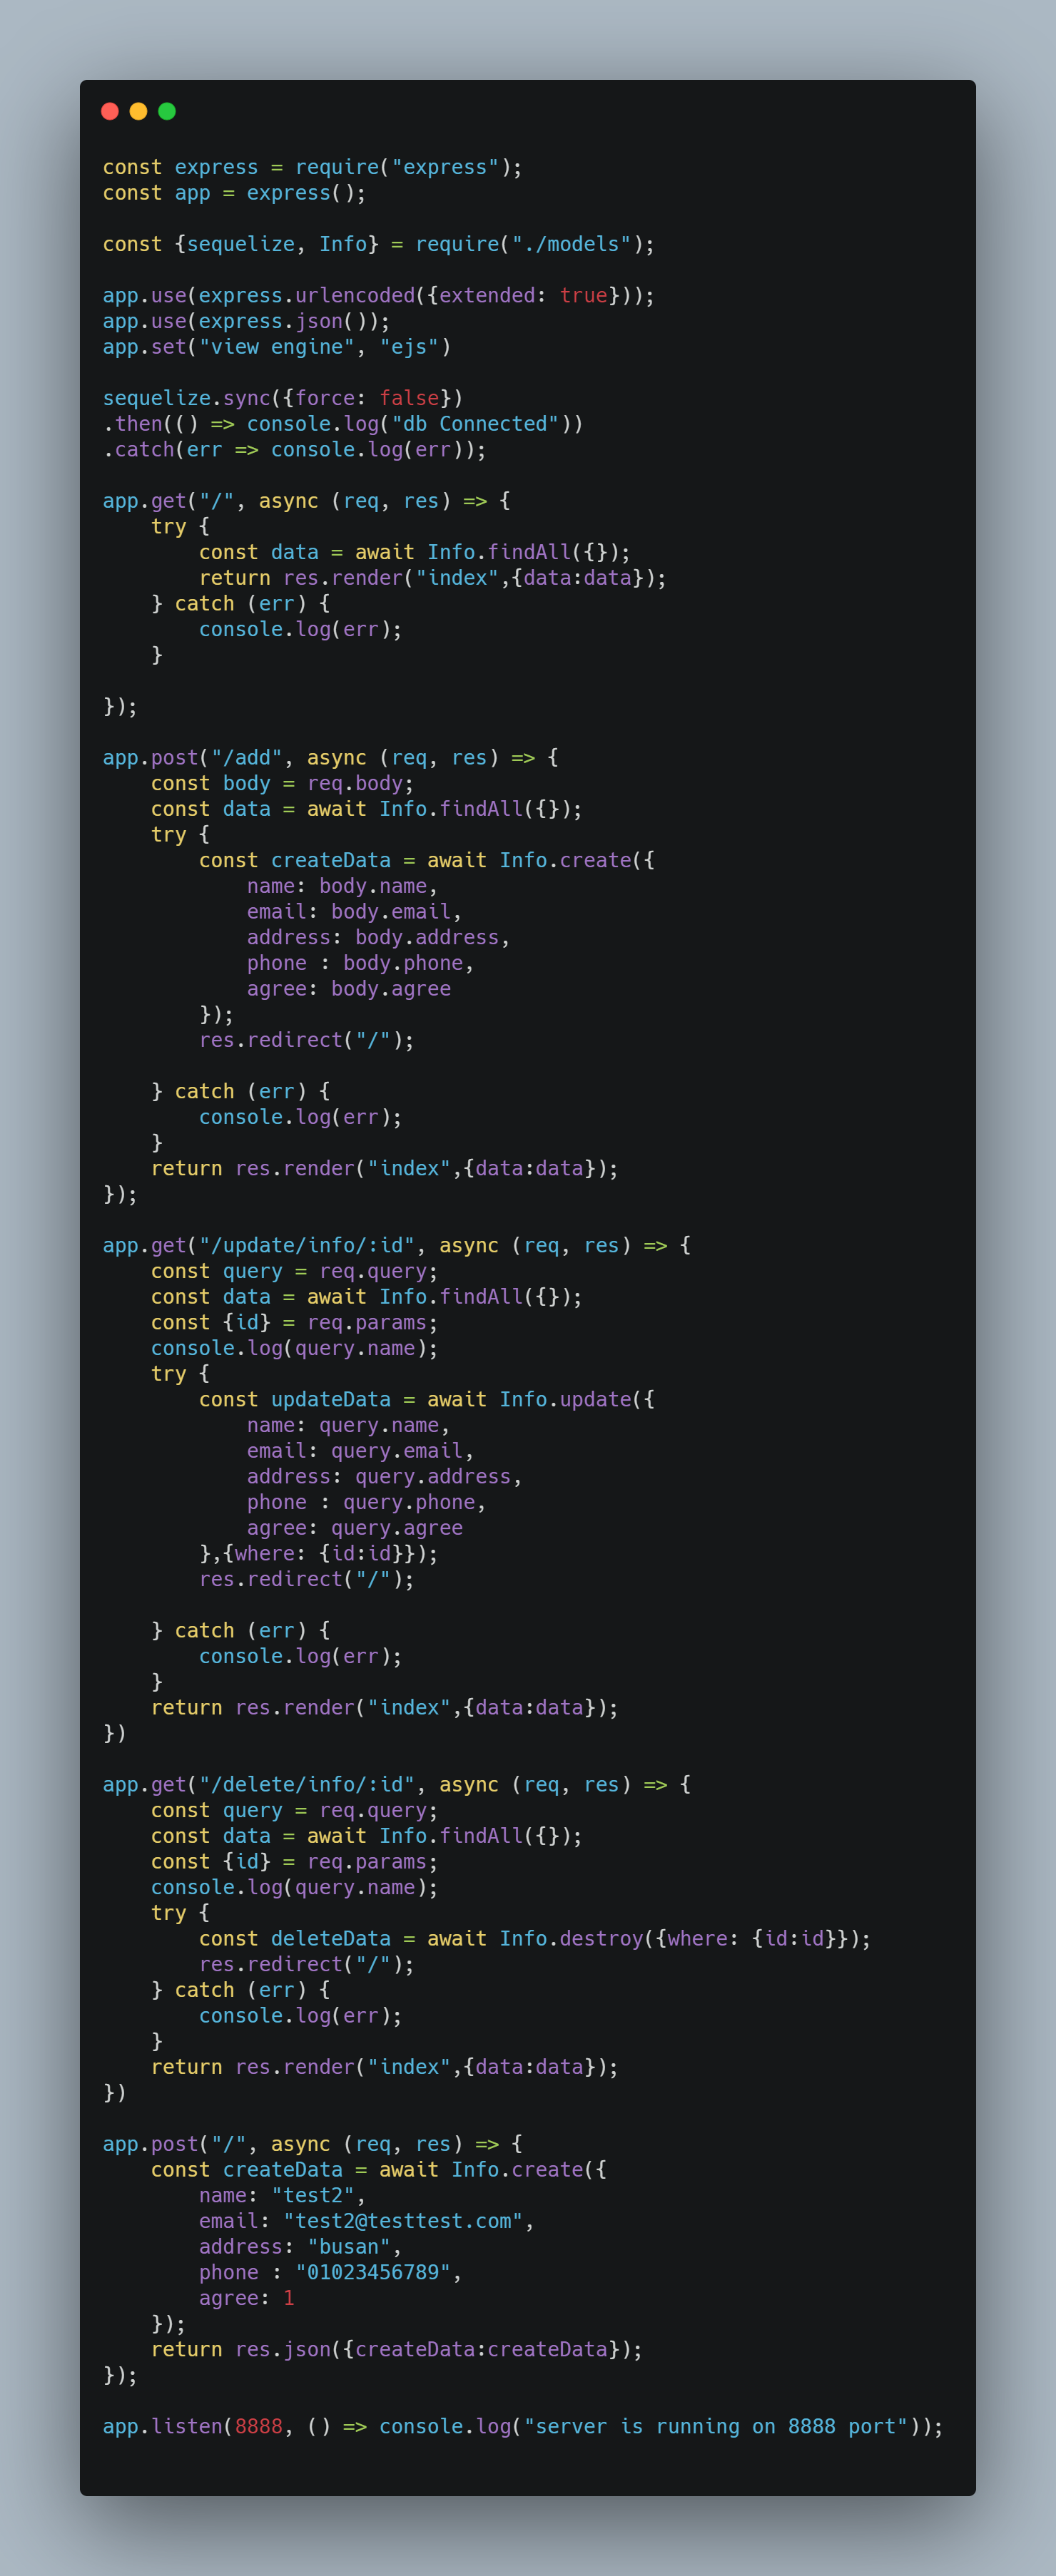 const express = require("express");
const app = express();

const {sequelize, Info} = require("./models");

app.use(express.urlencoded({extended: true}));
app.use(express.json());
app.set("view engine", "ejs")

sequelize.sync({force: false})
.then(() => console.log("db Connected"))
.catch(err => console.log(err));

app.get("/", async (req, res) => {
    try {
        const data = await Info.findAll({});
        return res.render("index",{data:data});
    } catch (err) {
        console.log(err);
    }

});

app.post("/add", async (req, res) => {
    const body = req.body;
    const data = await Info.findAll({});
    try {
        const createData = await Info.create({
            name: body.name,
            email: body.email,
            address: body.address,
            phone : body.phone,
            agree: body.agree
        });
        res.redirect("/");

    } catch (err) {
        console.log(err);
    }
    return res.render("index",{data:data});
});

app.get("/update/info/:id", async (req, res) => {
    const query = req.query;
    const data = await Info.findAll({});
    const {id} = req.params;
    console.log(query.name);
    try {
        const updateData = await Info.update({
            name: query.name,
            email: query.email,
            address: query.address,
            phone : query.phone,
            agree: query.agree
        },{where: {id:id}});
        res.redirect("/");

    } catch (err) {
        console.log(err);
    }
    return res.render("index",{data:data});
})

app.get("/delete/info/:id", async (req, res) => {
    const query = req.query;
    const data = await Info.findAll({});
    const {id} = req.params;
    console.log(query.name);
    try {
        const deleteData = await Info.destroy({where: {id:id}});
        res.redirect("/");
    } catch (err) {
        console.log(err);
    }
    return res.render("index",{data:data});
})

app.post("/", async (req, res) => {
    const createData = await Info.create({
        name: "test2",
        email: "test2@testtest.com",
        address: "busan",
        phone : "01023456789",
        agree: 1
    });
    return res.json({createData:createData});
});

app.listen(8888, () => console.log("server is running on 8888 port"));